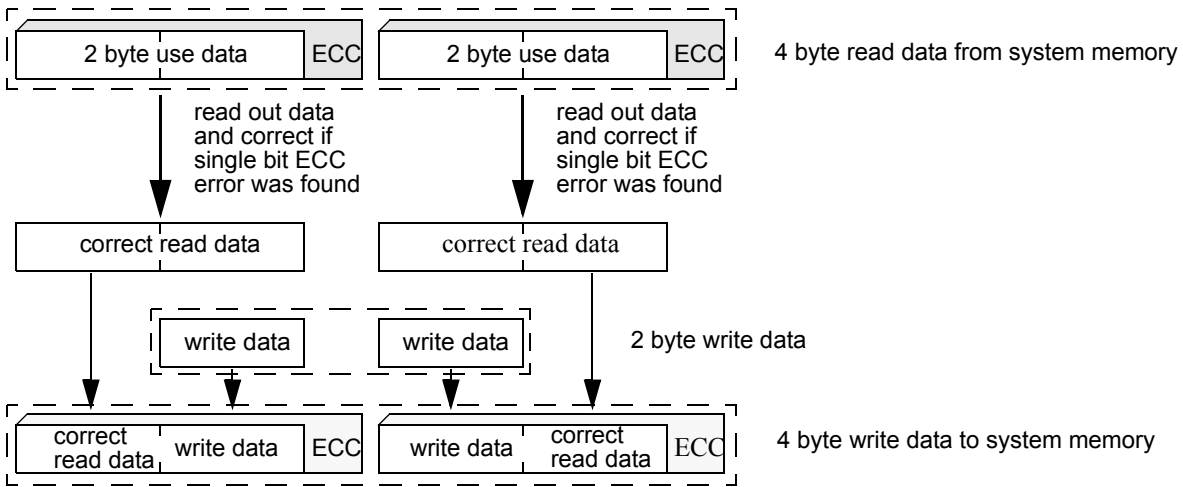 2 byte use data
ECC
2 byte use data
ECC
4 byte read data from system memory
read out data
and correct if
single bit ECC
error was found
read out data
and correct if
single bit ECC
error was found
correct read data
correct read data
write data
write data
2 byte write data
correct
read data
write data
ECC
write data
correct
read data
ECC
4 byte write data to system memory